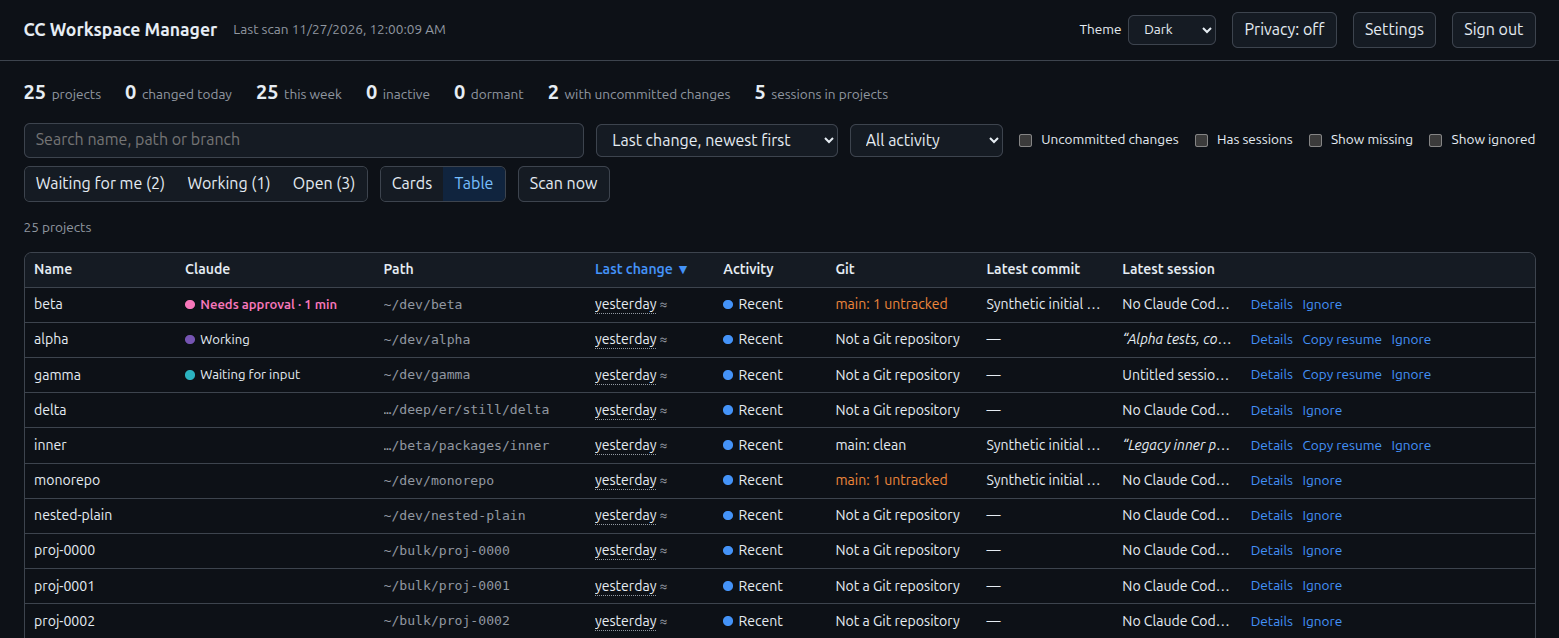 CC Workspace Manager Last scan 11/27/2026, 12:00:09 AM Theme Dark Privacy: off Settings Sign out
25 projects 0 changed today 25 this week 0 inactive 0 dormant 2 with uncommitted changes 5 sessions in projects
Search name, path or branch Last change, newest first All activity Uncommitted changes Has sessions Show missing Show ignored
Waiting for me (2) Working (1) Open (3) Cards Table Scan now
25 projects
Name Claude Path Last change ▼ Activity Git Latest commit Latest session
beta Needs approval · 1 min ~/dev/beta yesterday ≈ Recent main: 1 untracked Synthetic initial … No Claude Cod… Details Ignore
alpha Working ~/dev/alpha yesterday ≈ Recent Not a Git repository — “Alpha tests, co… Details Copy resume Ignore
gamma Waiting for input ~/dev/gamma yesterday ≈ Recent Not a Git repository — Untitled sessio… Details Copy resume Ignore
delta …/deep/er/still/delta yesterday ≈ Recent Not a Git repository — No Claude Cod… Details Ignore
inner …/beta/packages/inner yesterday ≈ Recent main: clean Synthetic initial … “Legacy inner p… Details Copy resume Ignore
monorepo ~/dev/monorepo yesterday ≈ Recent main: 1 untracked Synthetic initial … No Claude Cod… Details Ignore
nested-plain ~/dev/nested-plain yesterday ≈ Recent Not a Git repository — No Claude Cod… Details Ignore
proj-0000 ~/bulk/proj-0000 yesterday ≈ Recent Not a Git repository — No Claude Cod… Details Ignore
proj-0001 ~/bulk/proj-0001 yesterday ≈ Recent Not a Git repository — No Claude Cod… Details Ignore
proj-0002 ~/bulk/proj-0002 yesterday ≈ Recent Not a Git repository — No Claude Cod… Details Ignore